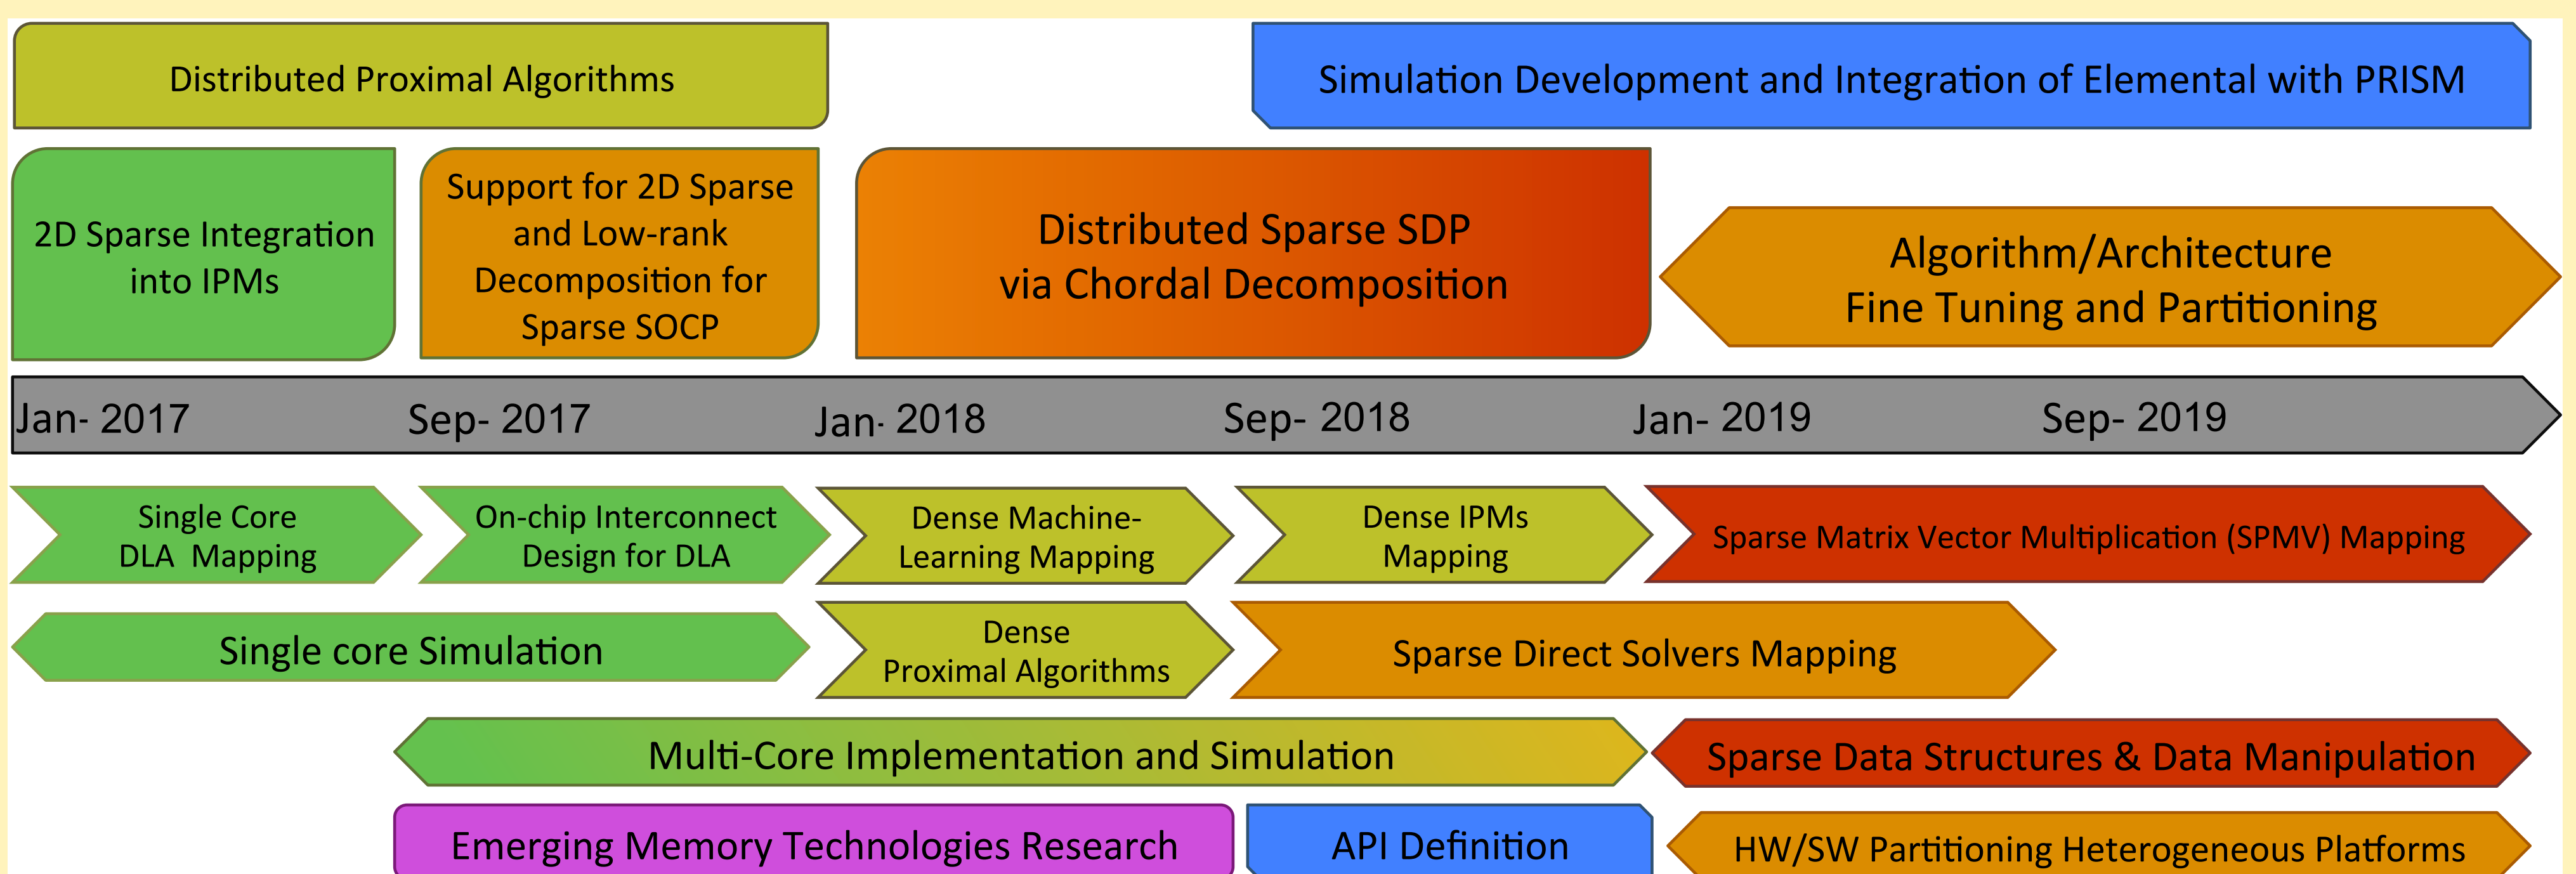 Distributed Proximal Algorithms
Simulation Development and Integration of Elemental with PRISM
2D Sparse Integration
into IPMs
Support for 2D Sparse
and Low-rank
Decomposition for
Sparse SOCP
Distributed Sparse SDP
via Chordal Decomposition
Algorithm/Architecture
Fine Tuning and Partitioning
Jan- 2017
Sep- 2017
Jan- 2018
Sep- 2018
Jan- 2019
Sep- 2019
Single Core
DLA  Mapping
On-chip Interconnect
Design for DLA
Dense Machine-
Learning Mapping
Dense IPMs
Mapping
Sparse Matrix Vector Multiplication (SPMV) Mapping
Single core Simulation
Dense
Proximal Algorithms
Sparse Direct Solvers Mapping
Multi-Core Implementation and Simulation
Sparse Data Structures & Data Manipulation
Emerging Memory Technologies Research
API Definition
HW/SW Partitioning Heterogeneous Platforms